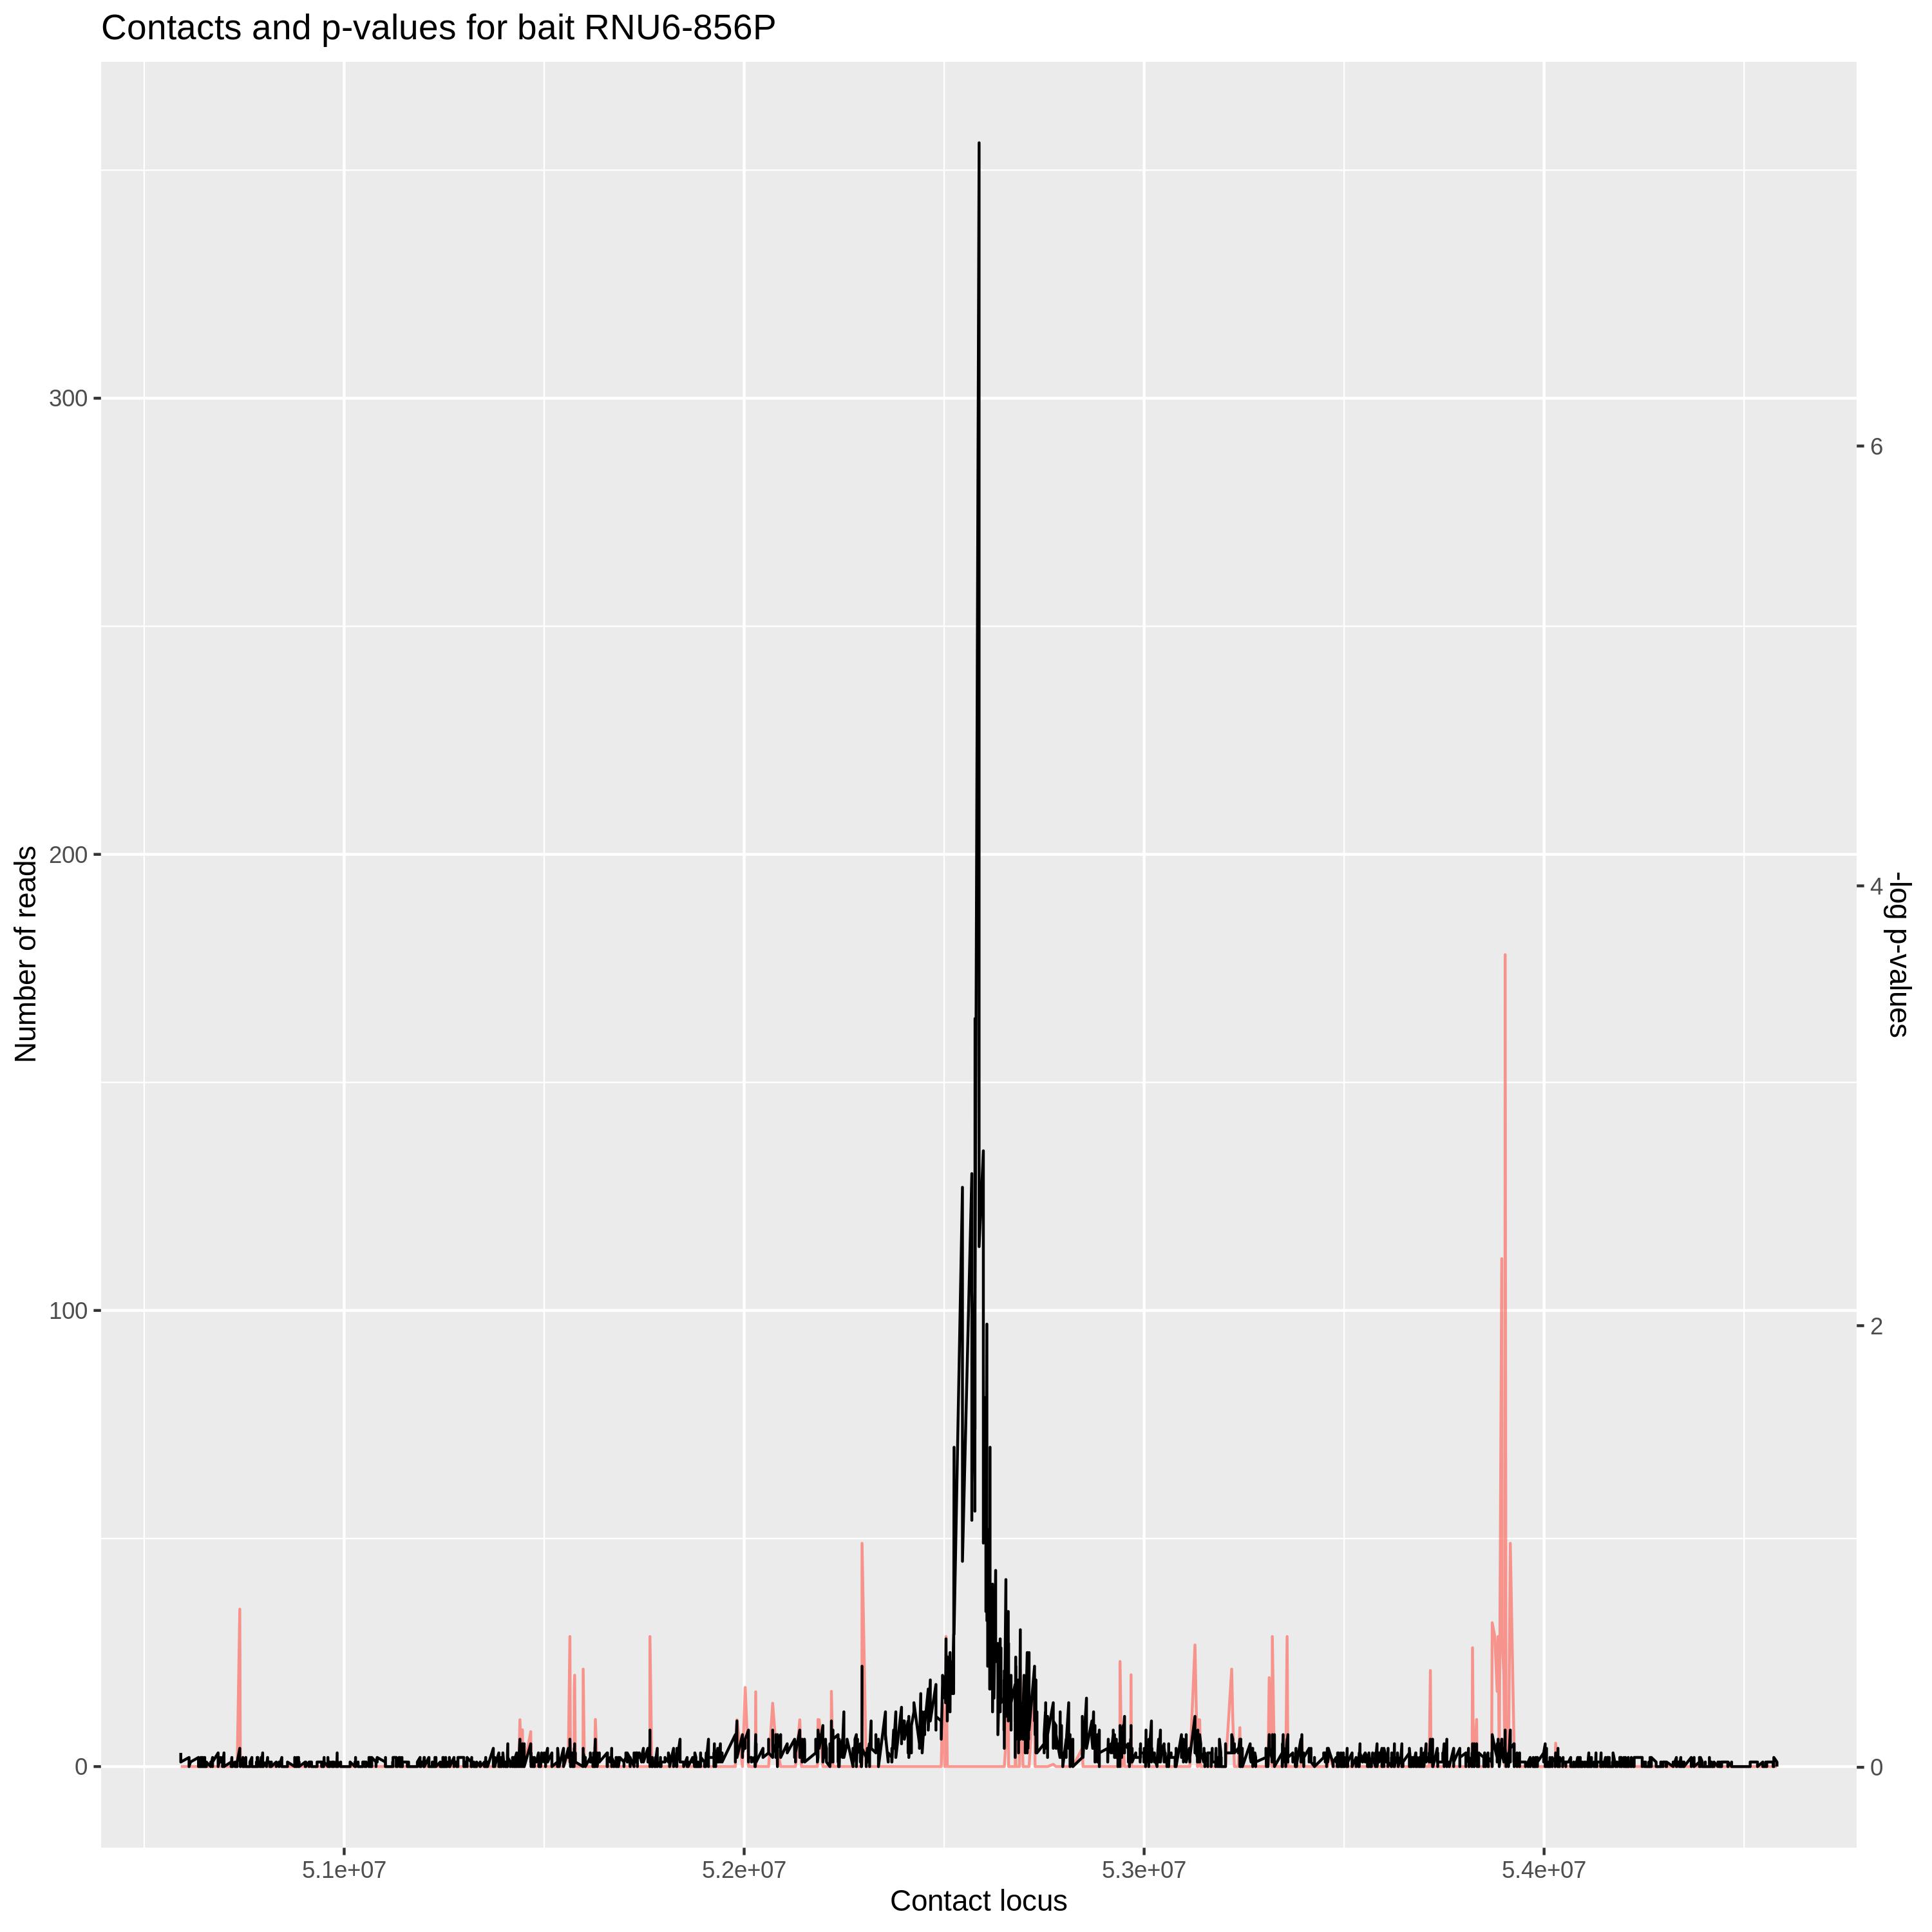 Contacts and p-values for bait RNU6-856P
300
200
100
0
Number of reads
6
4
2
0
-log p-values
5.1e+07
5.2e+07
5.3e+07
5.4e+07
Contact locus